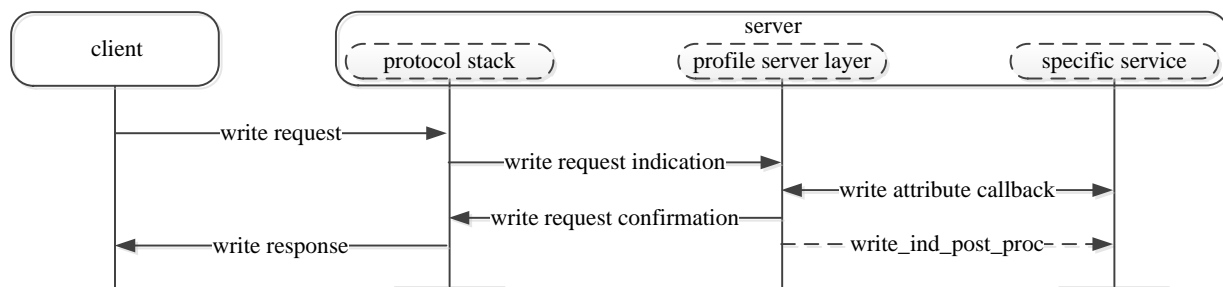 server
client
protocol stack
profile server layer
specific service
write request
write request indication
write attribute callback
write request confirmation
write response
write_ind_post_proc